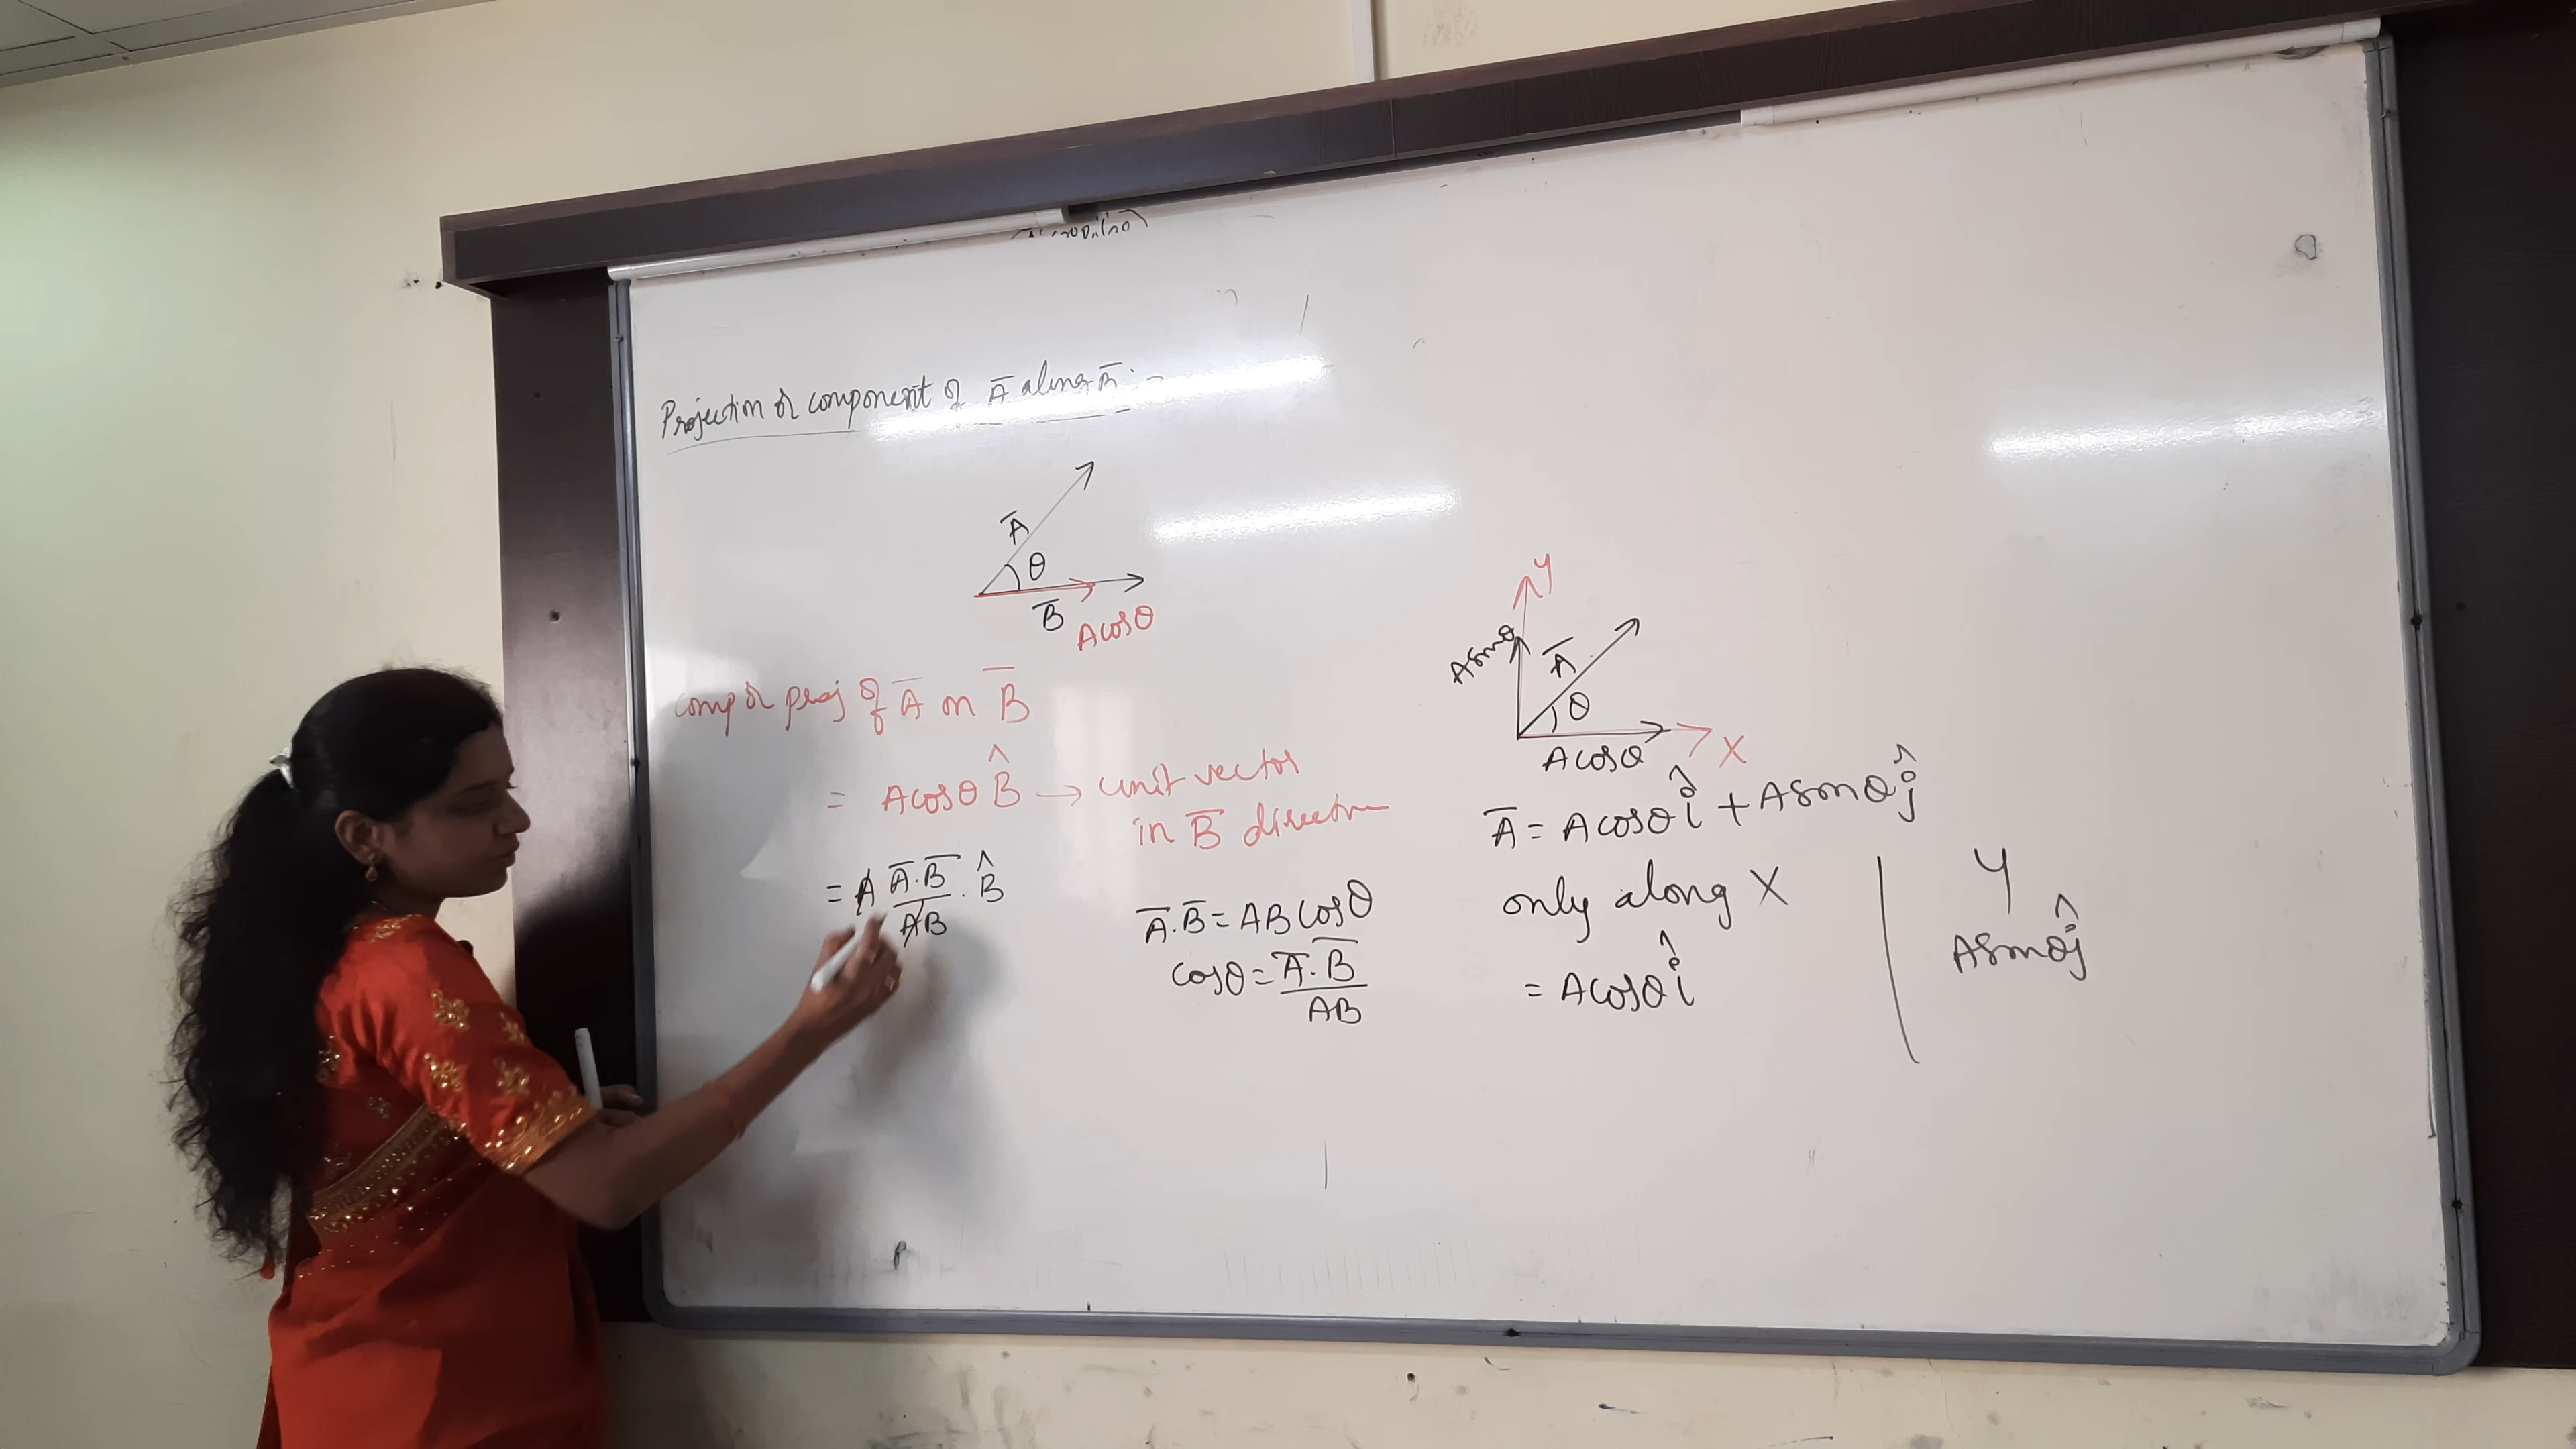 Projection or component of A̅ along B̅ :-
A̅
θ
B̅
A cosθ
comp or proj of A̅ on B̅
= A cosθ B̂ → unit vector
in B̅ direction
= A A̅.B̅/AB . B̂
A̅.B̅ = AB cosθ
cosθ = A̅.B̅/AB
Y
A sinθ
A̅
θ
A cosθ
X
A̅ = A cosθ î + A sinθ ĵ
only along X
= A cosθ î
Y
A sinθ ĵ